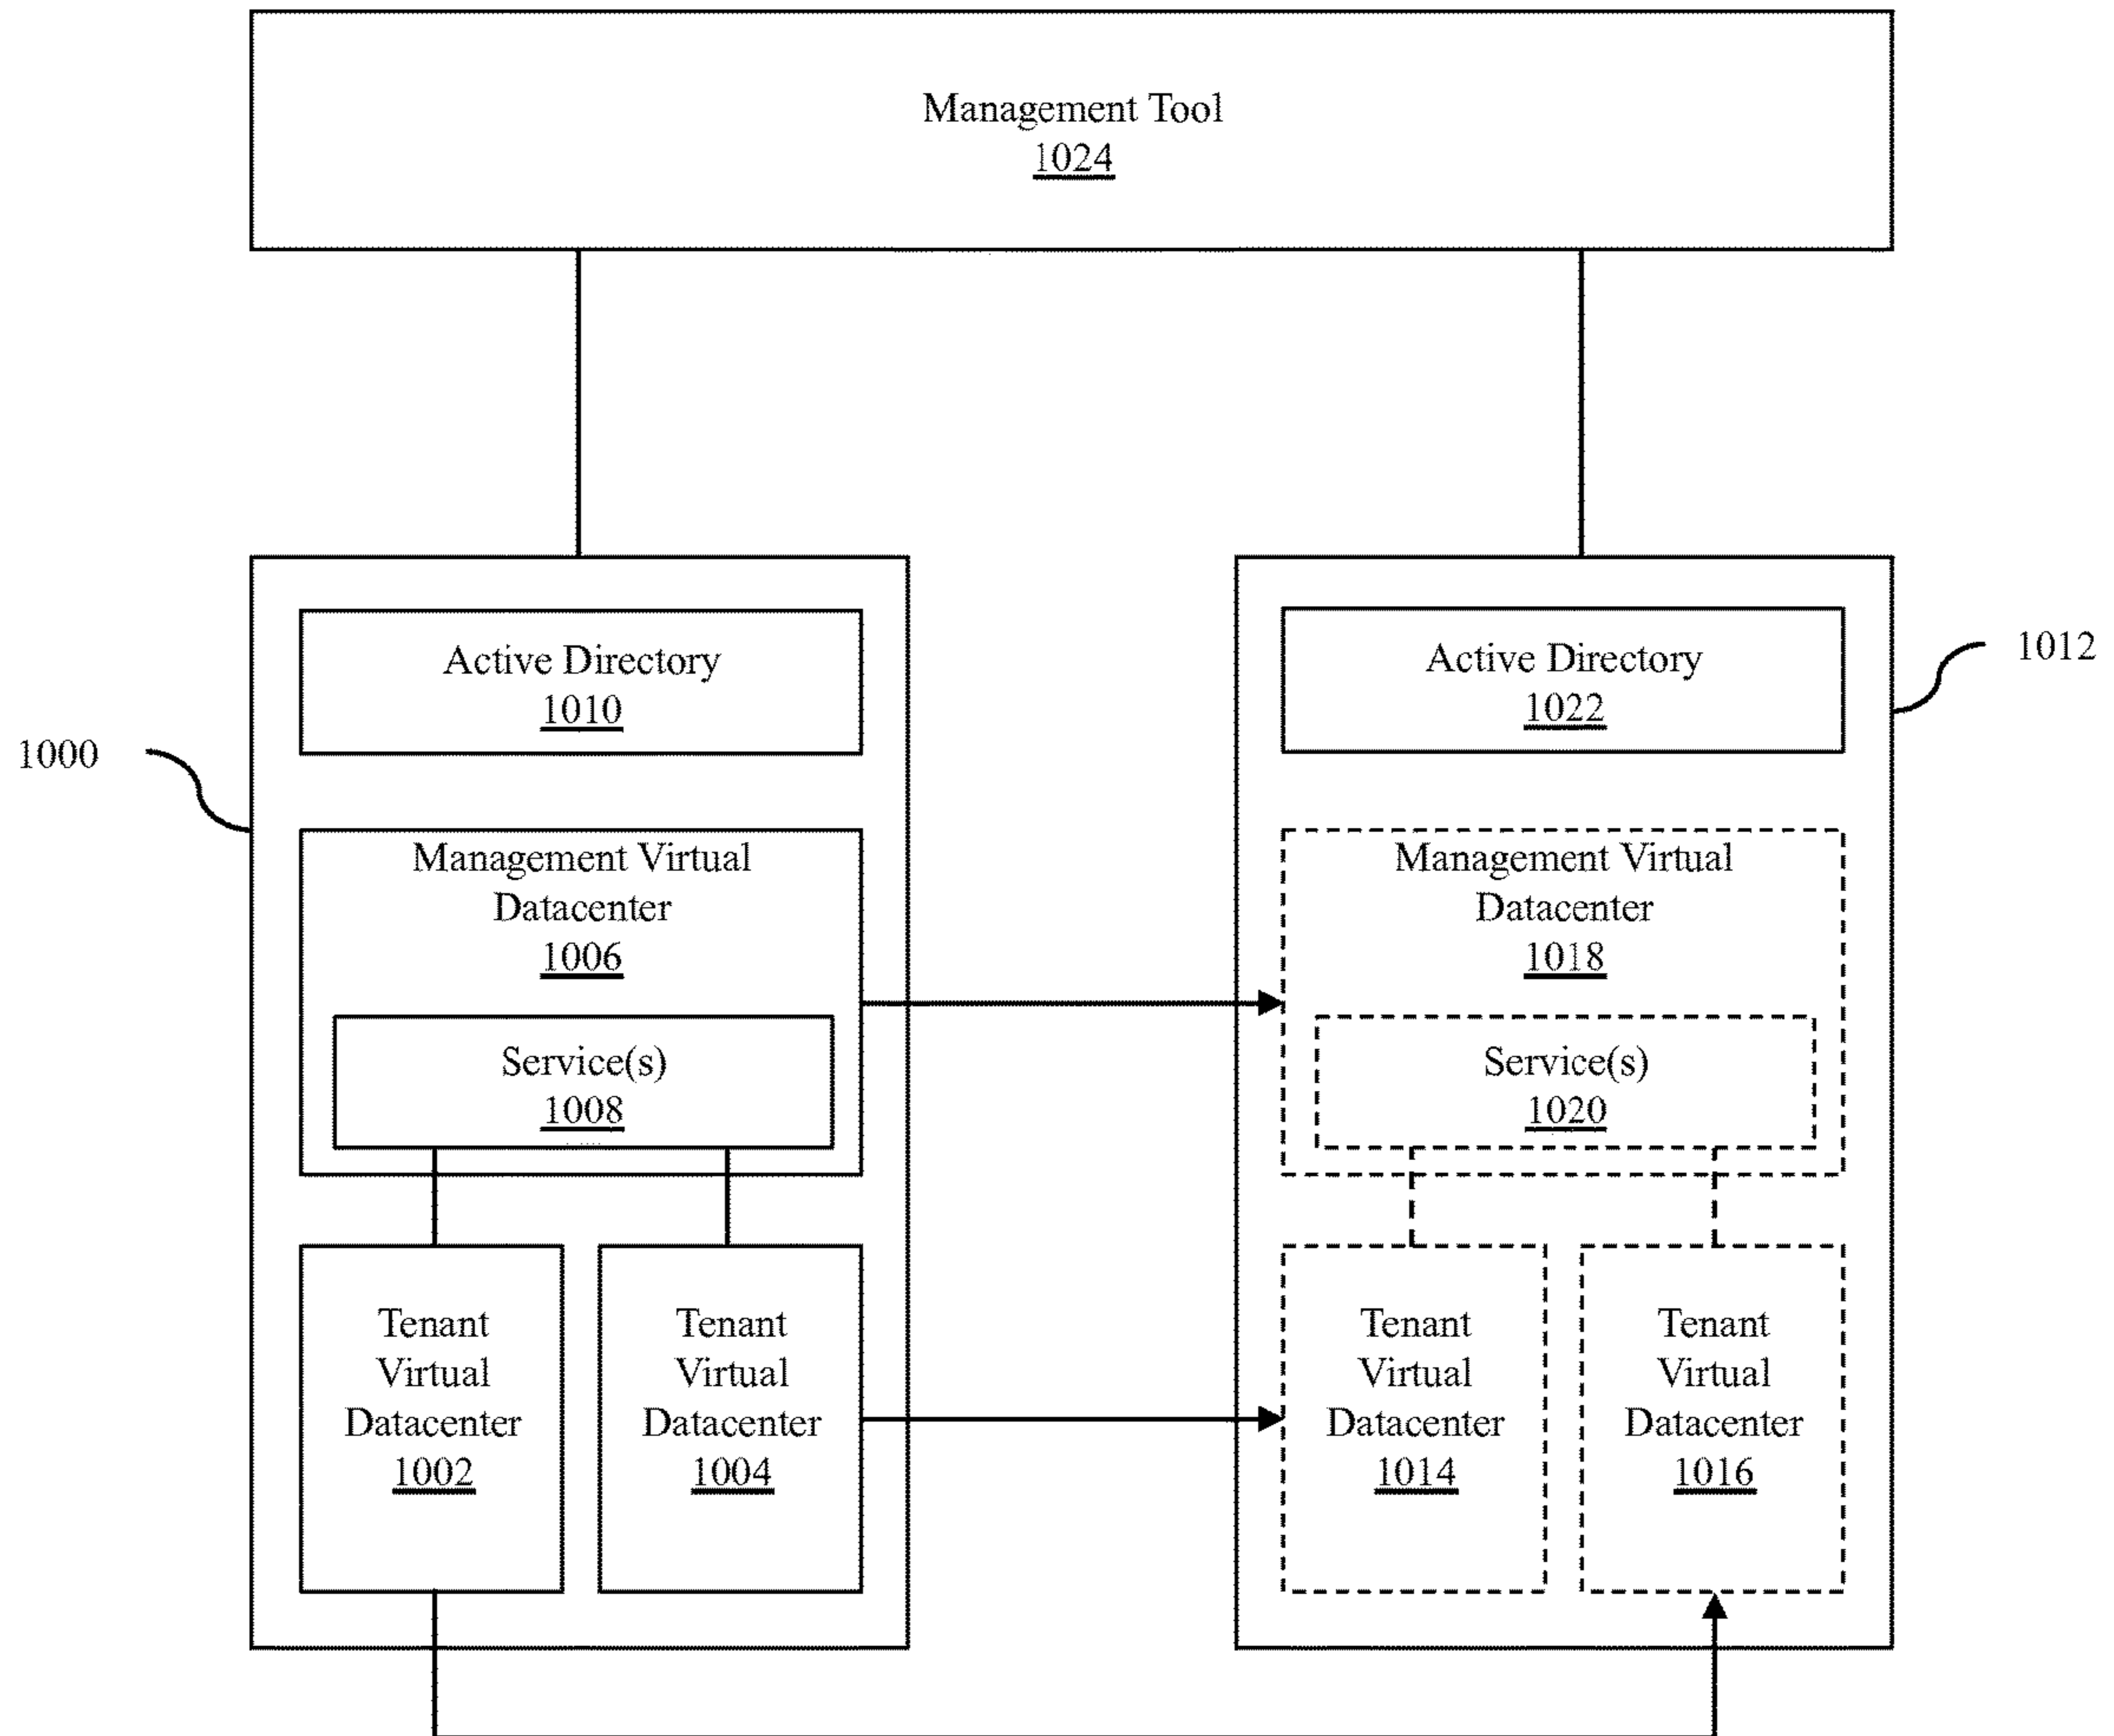 Management Tool
1024
Active Directory
1010
Active Directory
1022
1012
1000
Management Virtual
Datacenter
1006
Service(s)
1008
Management Virtual
Datacenter
1018
Service(s)
1020
Tenant
Virtual
Datacenter
1002
Tenant
Virtual
Datacenter
1004
Tenant
Virtual
Datacenter
1014
Tenant
Virtual
Datacenter
1016